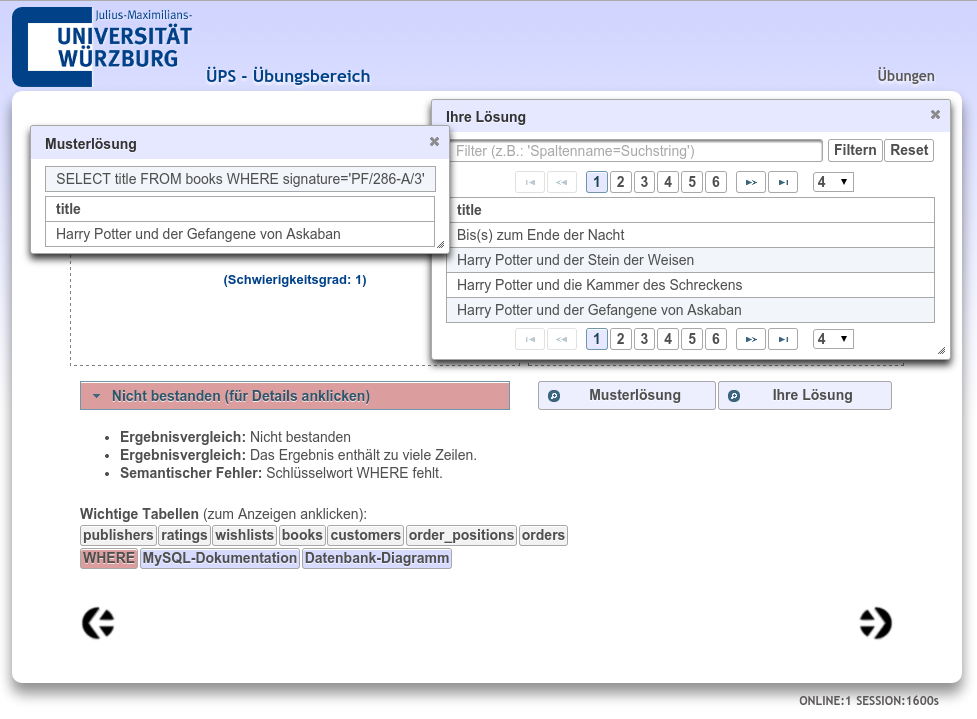 Julius-Maximilians-
UNIVERSITÄT
WÜRZBURG
ÜPS - Übungsbereich
Übungen
Ihre Lösung
Filter (z.B.: 'Spaltenname=Suchstring')
Filtern
Reset
1 2 3 4 5 6
4
title
Bis(s) zum Ende der Nacht
Harry Potter und der Stein der Weisen
Harry Potter und die Kammer des Schreckens
Harry Potter und der Gefangene von Askaban
1 2 3 4 5 6
4
Musterlösung
SELECT title FROM books WHERE signature='PF/286-A/3'
title
Harry Potter und der Gefangene von Askaban
(Schwierigkeitsgrad: 1)
Nicht bestanden (für Details anklicken)
Musterlösung
Ihre Lösung
Ergebnisvergleich: Nicht bestanden
Ergebnisvergleich: Das Ergebnis enthält zu viele Zeilen.
Semantischer Fehler: Schlüsselwort WHERE fehlt.
Wichtige Tabellen (zum Anzeigen anklicken):
publishers ratings wishlists books customers order_positions orders
WHERE MySQL-Dokumentation Datenbank-Diagramm
ONLINE:1 SESSION:1600s